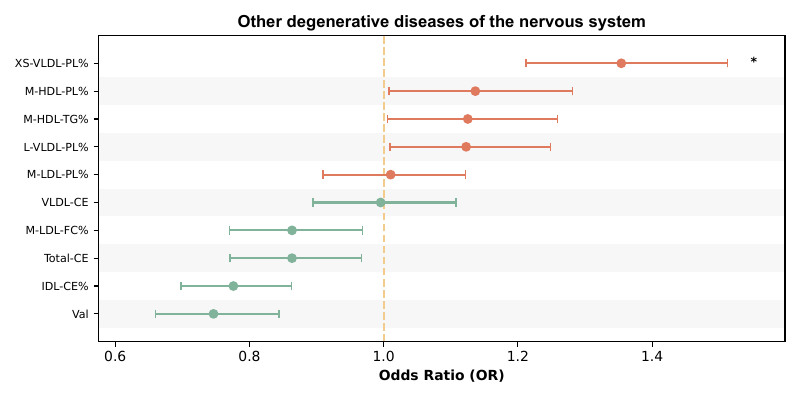 Other degenerative diseases of the nervous system
XS-VLDL-PL%
*
M-HDL-PL%
M-HDL-TG%
L-VLDL-PL%
M-LDL-PL%
VLDL-CE
M-LDL-FC%
Total-CE
IDL-CE%
Val
0.6 0.8 1.0 1.2 1.4
Odds Ratio (OR)